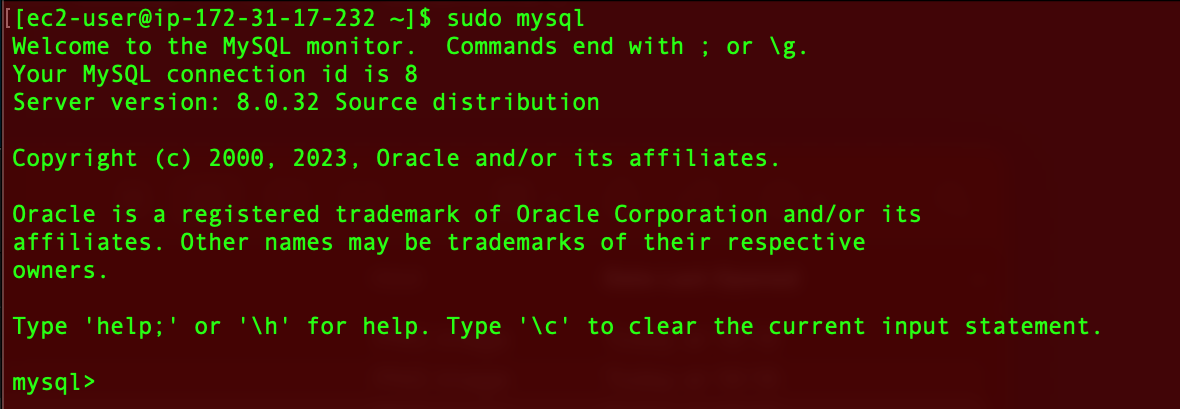 [[ec2-user@ip-172-31-17-232 ~]$ sudo mysql
Welcome to the MySQL monitor.  Commands end with ; or \g.
Your MySQL connection id is 8
Server version: 8.0.32 Source distribution
Copyright (c) 2000, 2023, Oracle and/or its affiliates.
Oracle is a registered trademark of Oracle Corporation and/or its
affiliates. Other names may be trademarks of their respective
owners.
Type 'help;' or '\h' for help. Type '\c' to clear the current input statement.
mysql>